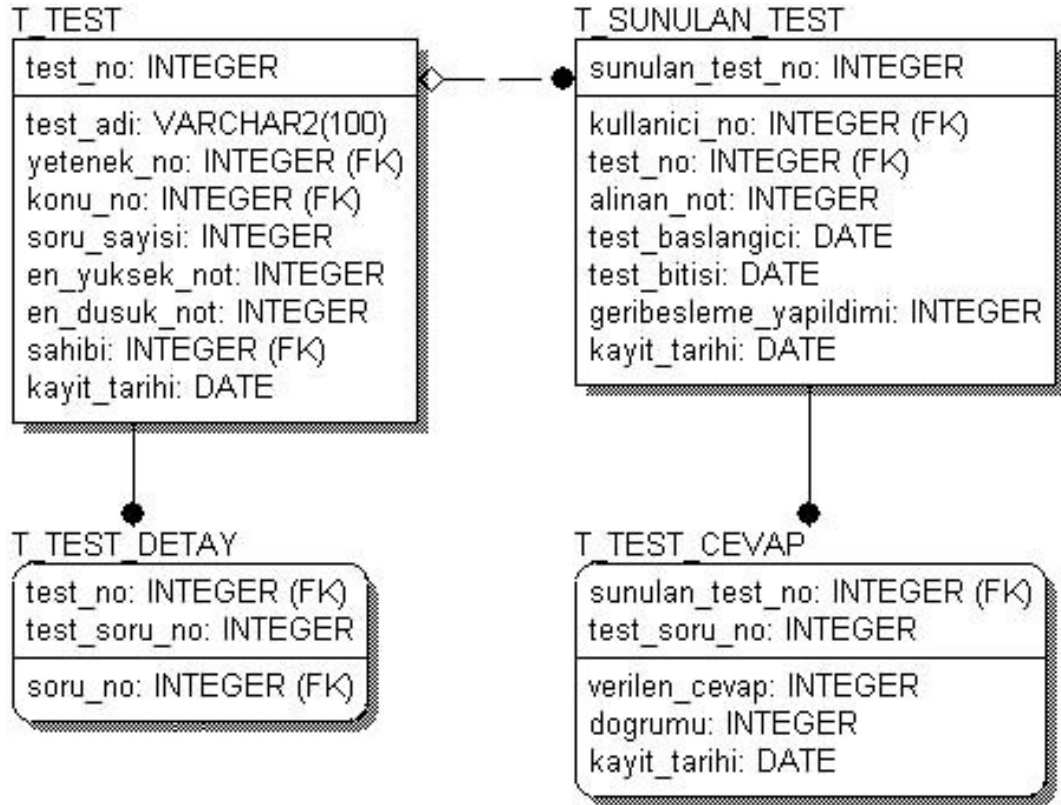 T_TEST
test_no: INTEGER
test_adi: VARCHAR2(100)
yetenek_no: INTEGER (FK)
konu_no: INTEGER (FK)
soru_sayisi: INTEGER
en_yuksek_not: INTEGER
en_dusuk_not: INTEGER
sahibi: INTEGER (FK)
kayit_tarihi: DATE
T_SUNULAN_TEST
sunulan_test_no: INTEGER
kullanici_no: INTEGER (FK)
test_no: INTEGER (FK)
alinan_not: INTEGER
test_baslangici: DATE
test_bitisi: DATE
geribesleme_yapildimi: INTEGER
kayit_tarihi: DATE
T_TEST_DETAY
test_no: INTEGER (FK)
test_soru_no: INTEGER
soru_no: INTEGER (FK)
T_TEST_CEVAP
sunulan_test_no: INTEGER (FK)
test_soru_no: INTEGER
verilen_cevap: INTEGER
dogrumu: INTEGER
kayit_tarihi: DATE